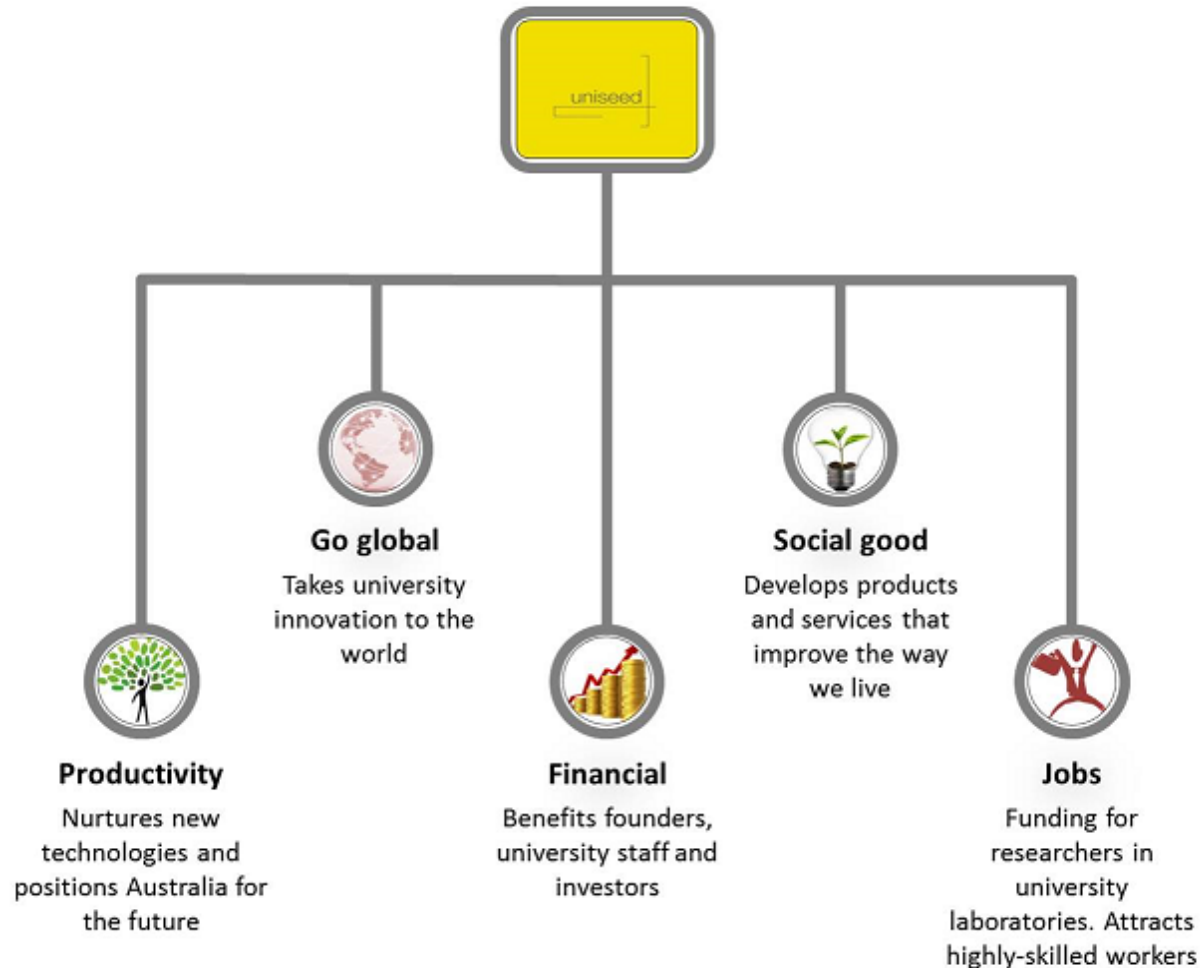 uniseed
Go global
Takes university
innovation to the
world
Social good
Develops products
and services that
improve the way
we live
Productivity
Nurtures new
technologies and
positions Australia for
the future
Financial
Benefits founders,
university staff and
investors
Jobs
Funding for
researchers in
university
laboratories. Attracts
highly-skilled workers